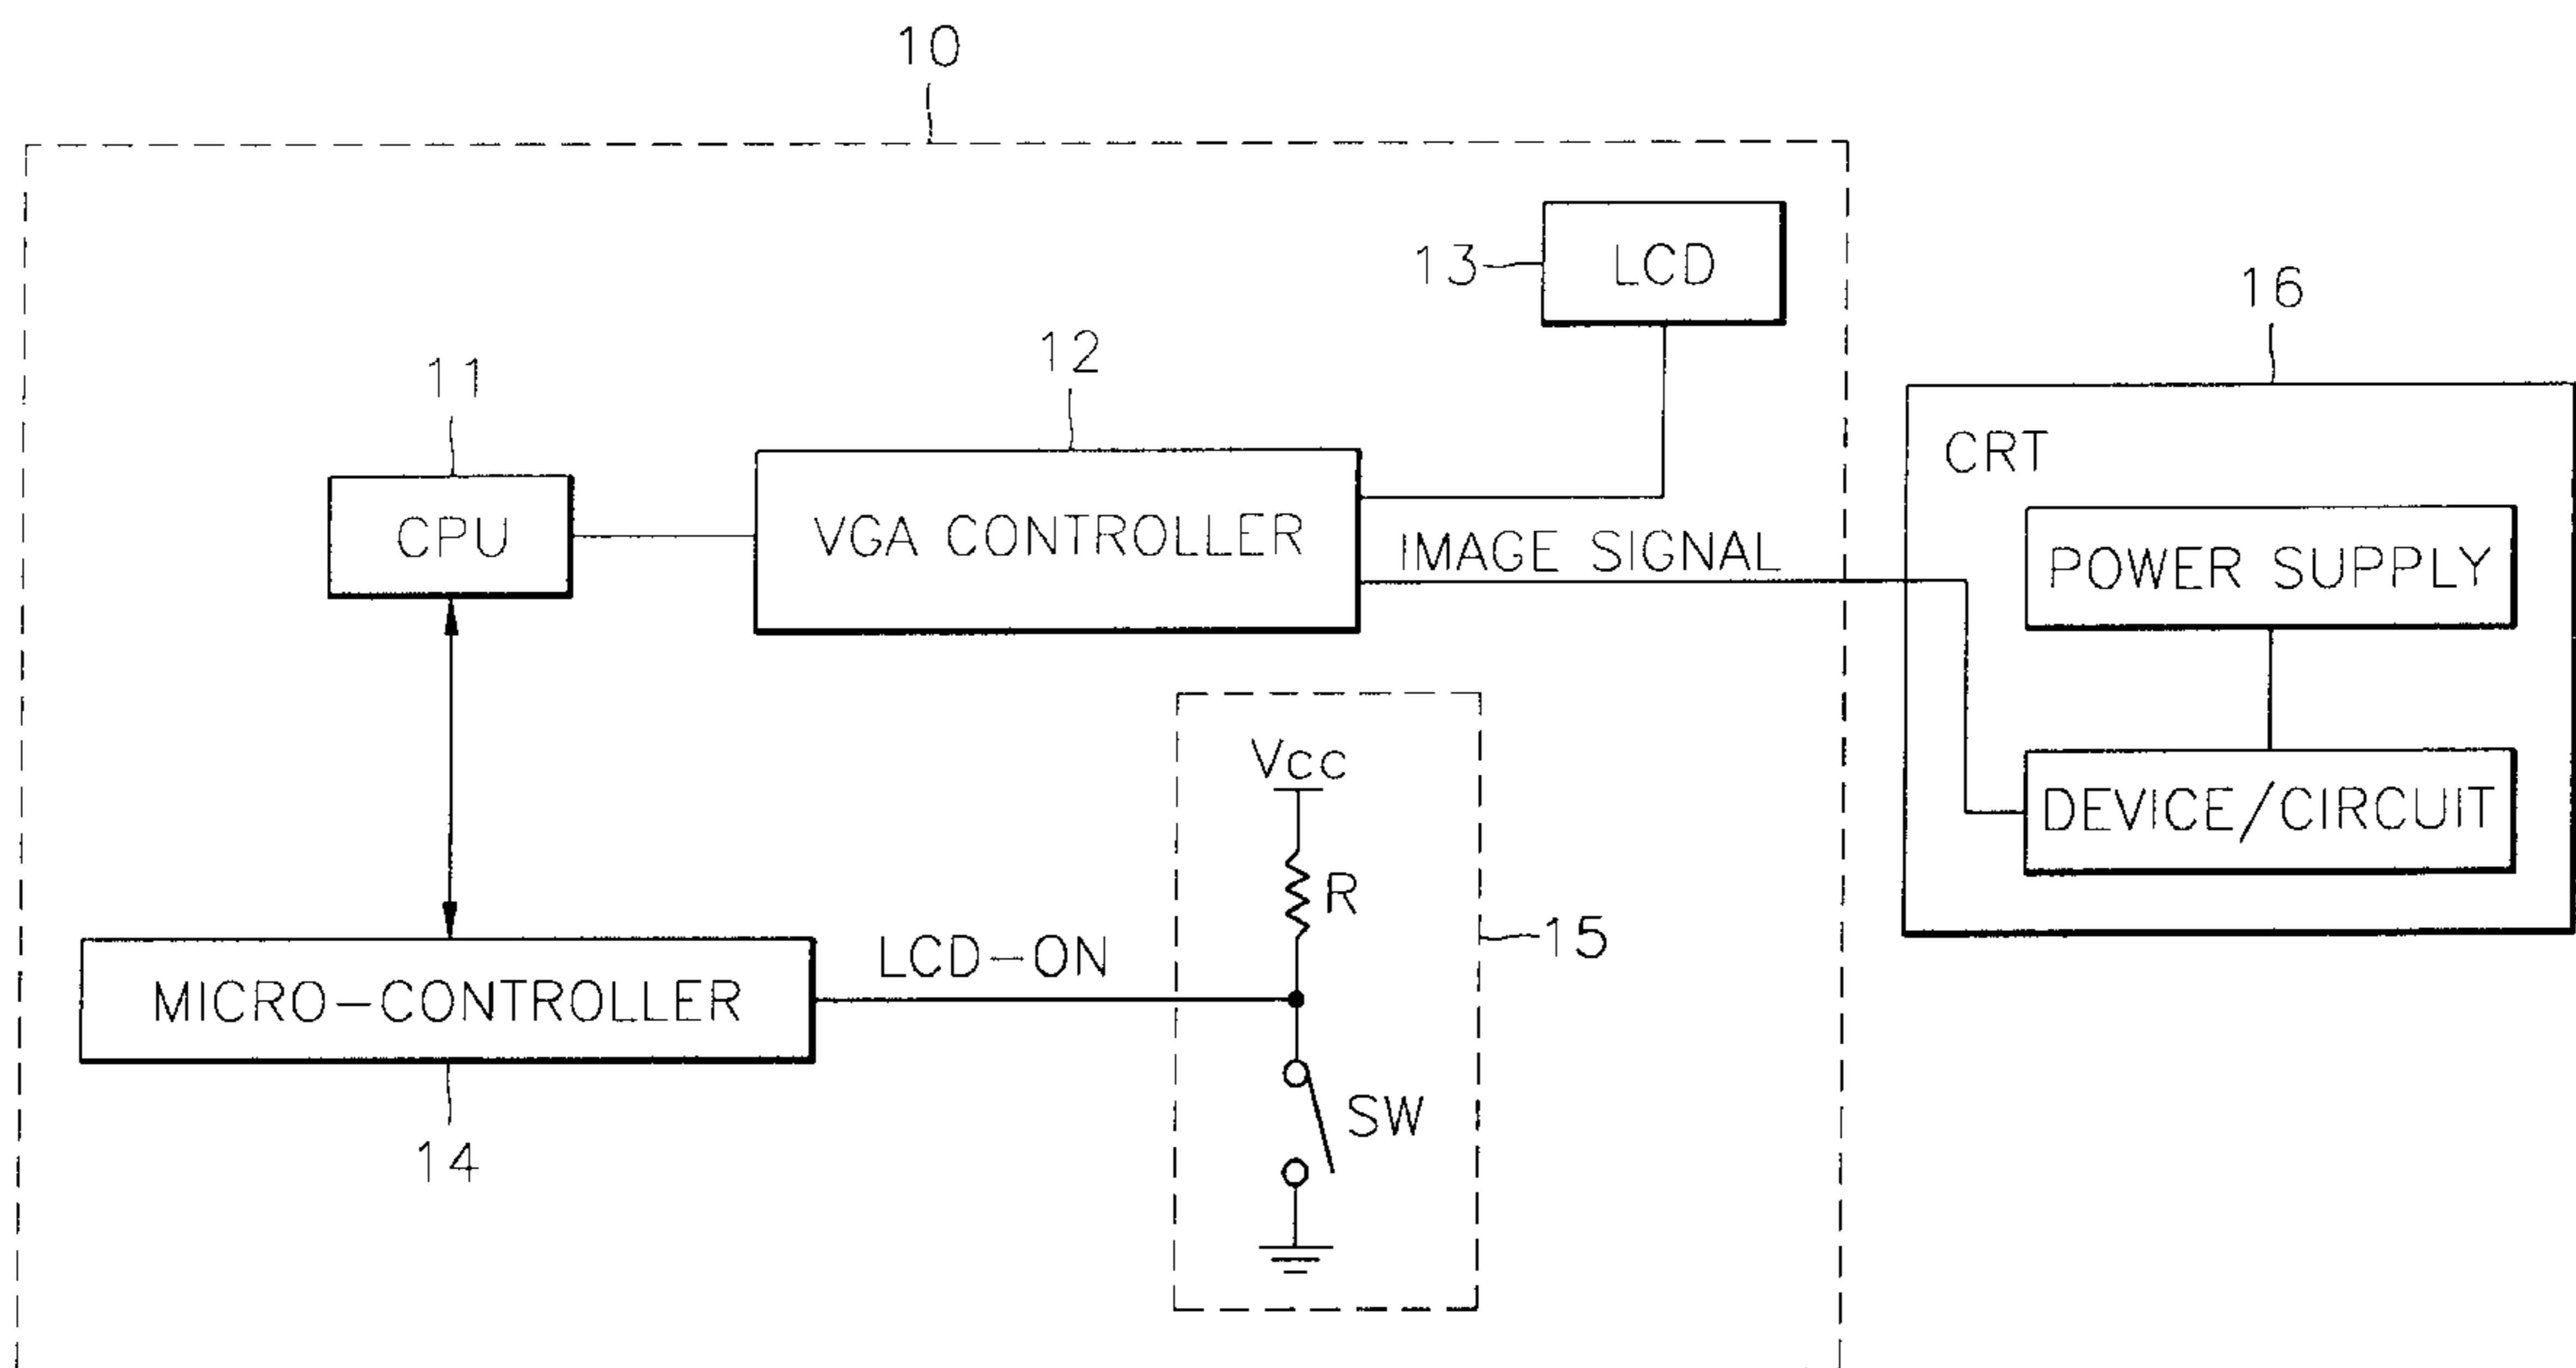 10
13
LCD
16
12
11
CRT
CPU
VGA CONTROLLER
IMAGE SIGNAL
POWER SUPPLY
Vcc
DEVICE/CIRCUIT
R
15
LCD-ON
MICRO-CONTROLLER
SW
14